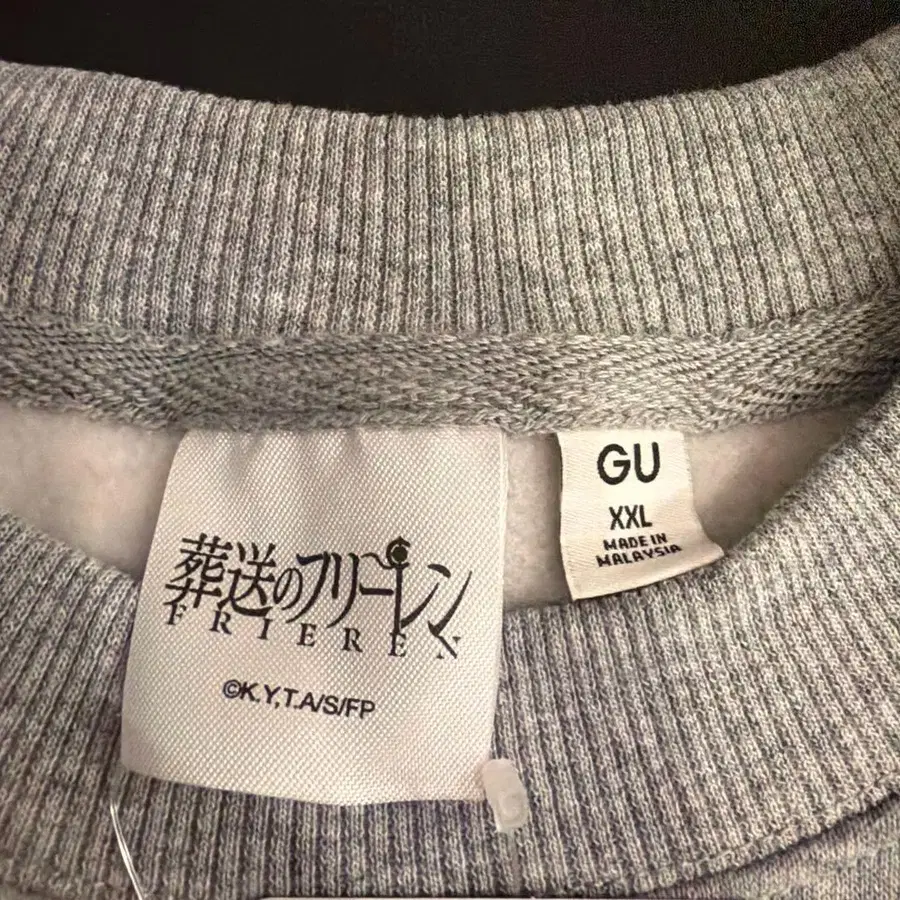 葬送のフリーレン
FRIEREN
©K.Y,T.A/S/FP
GU
XXL
MADE IN
MALAYSIA